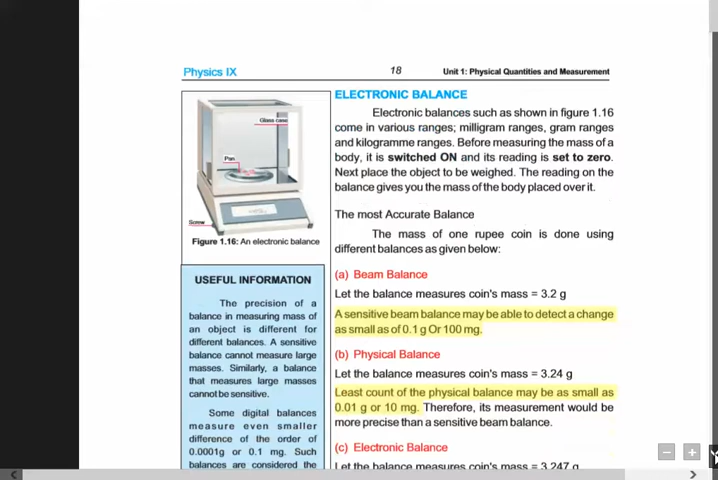 Physics IX
18
Unit 1: Physical Quantities and Measurement
Glass case
Pan
Screw
Figure 1.16: An electronic balance
USEFUL INFORMATION
The precision of a
balance in measuring mass of
an object is different for
different balances. A sensitive
balance cannot measure large
masses. Similarly, a balance
that measures large masses
cannot be sensitive.
Some digital balances
measure even smaller
difference of the order of
0.0001g or 0.1 mg. Such
balances are considered the
ELECTRONIC BALANCE
Electronic balances such as shown in figure 1.16
come in various ranges; milligram ranges, gram ranges
and kilogramme ranges. Before measuring the mass of a
body, it is switched ON and its reading is set to zero.
Next place the object to be weighed. The reading on the
balance gives you the mass of the body placed over it.
The most Accurate Balance
The mass of one rupee coin is done using
different balances as given below:
(a) Beam Balance
Let the balance measures coin's mass = 3.2 g
A sensitive beam balance may be able to detect a change
as small as of 0.1 g Or 100 mg.
(b) Physical Balance
Let the balance measures coin's mass = 3.24 g
Least count of the physical balance may be as small as
0.01 g or 10 mg. Therefore, its measurement would be
more precise than a sensitive beam balance.
(c) Electronic Balance
Let the balance measures coin's mass = 3.247 g